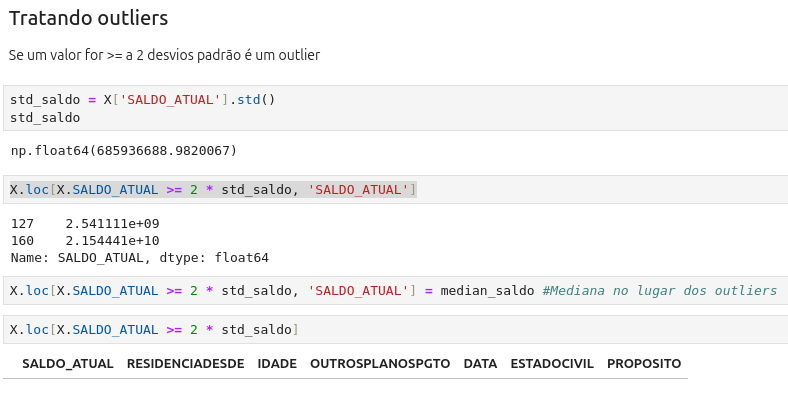 Tratando outliers
Se um valor for >= a 2 desvios padrão é um outlier
std_saldo = X['SALDO_ATUAL'].std()
std_saldo
np.float64(685936688.9820067)
X.loc[X.SALDO_ATUAL >= 2 * std_saldo, 'SALDO_ATUAL']
127    2.541111e+09
160    2.154441e+10
Name: SALDO_ATUAL, dtype: float64
X.loc[X.SALDO_ATUAL >= 2 * std_saldo, 'SALDO_ATUAL'] = median_saldo #Mediana no lugar dos outliers
X.loc[X.SALDO_ATUAL >= 2 * std_saldo]
SALDO_ATUAL RESIDENCIADESDE IDADE OUTROSPLANOSPGTO DATA ESTADOCIVIL PROPOSITO